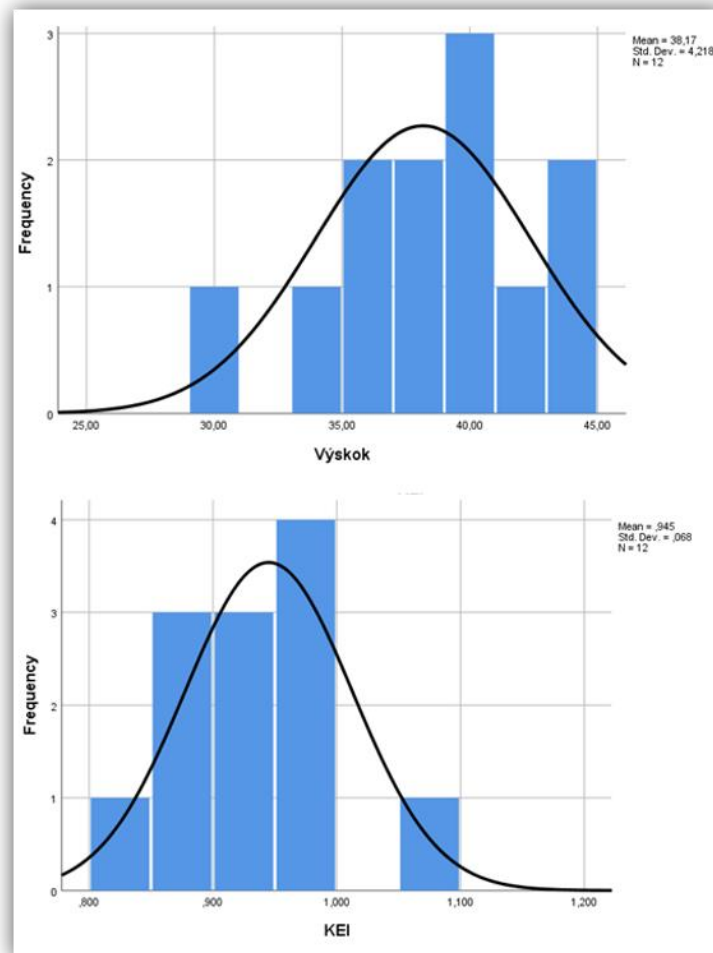 3
Mean = 38,17
Std. Dev. = 4,218
N = 12
2
Frequency
1
0
25,00 30,00 35,00 40,00 45,00
Výskok
4
Mean = ,945
Std. Dev. = ,068
N = 12
3
Frequency
2
1
0
,800 ,900 1,000 1,100 1,200
KEI